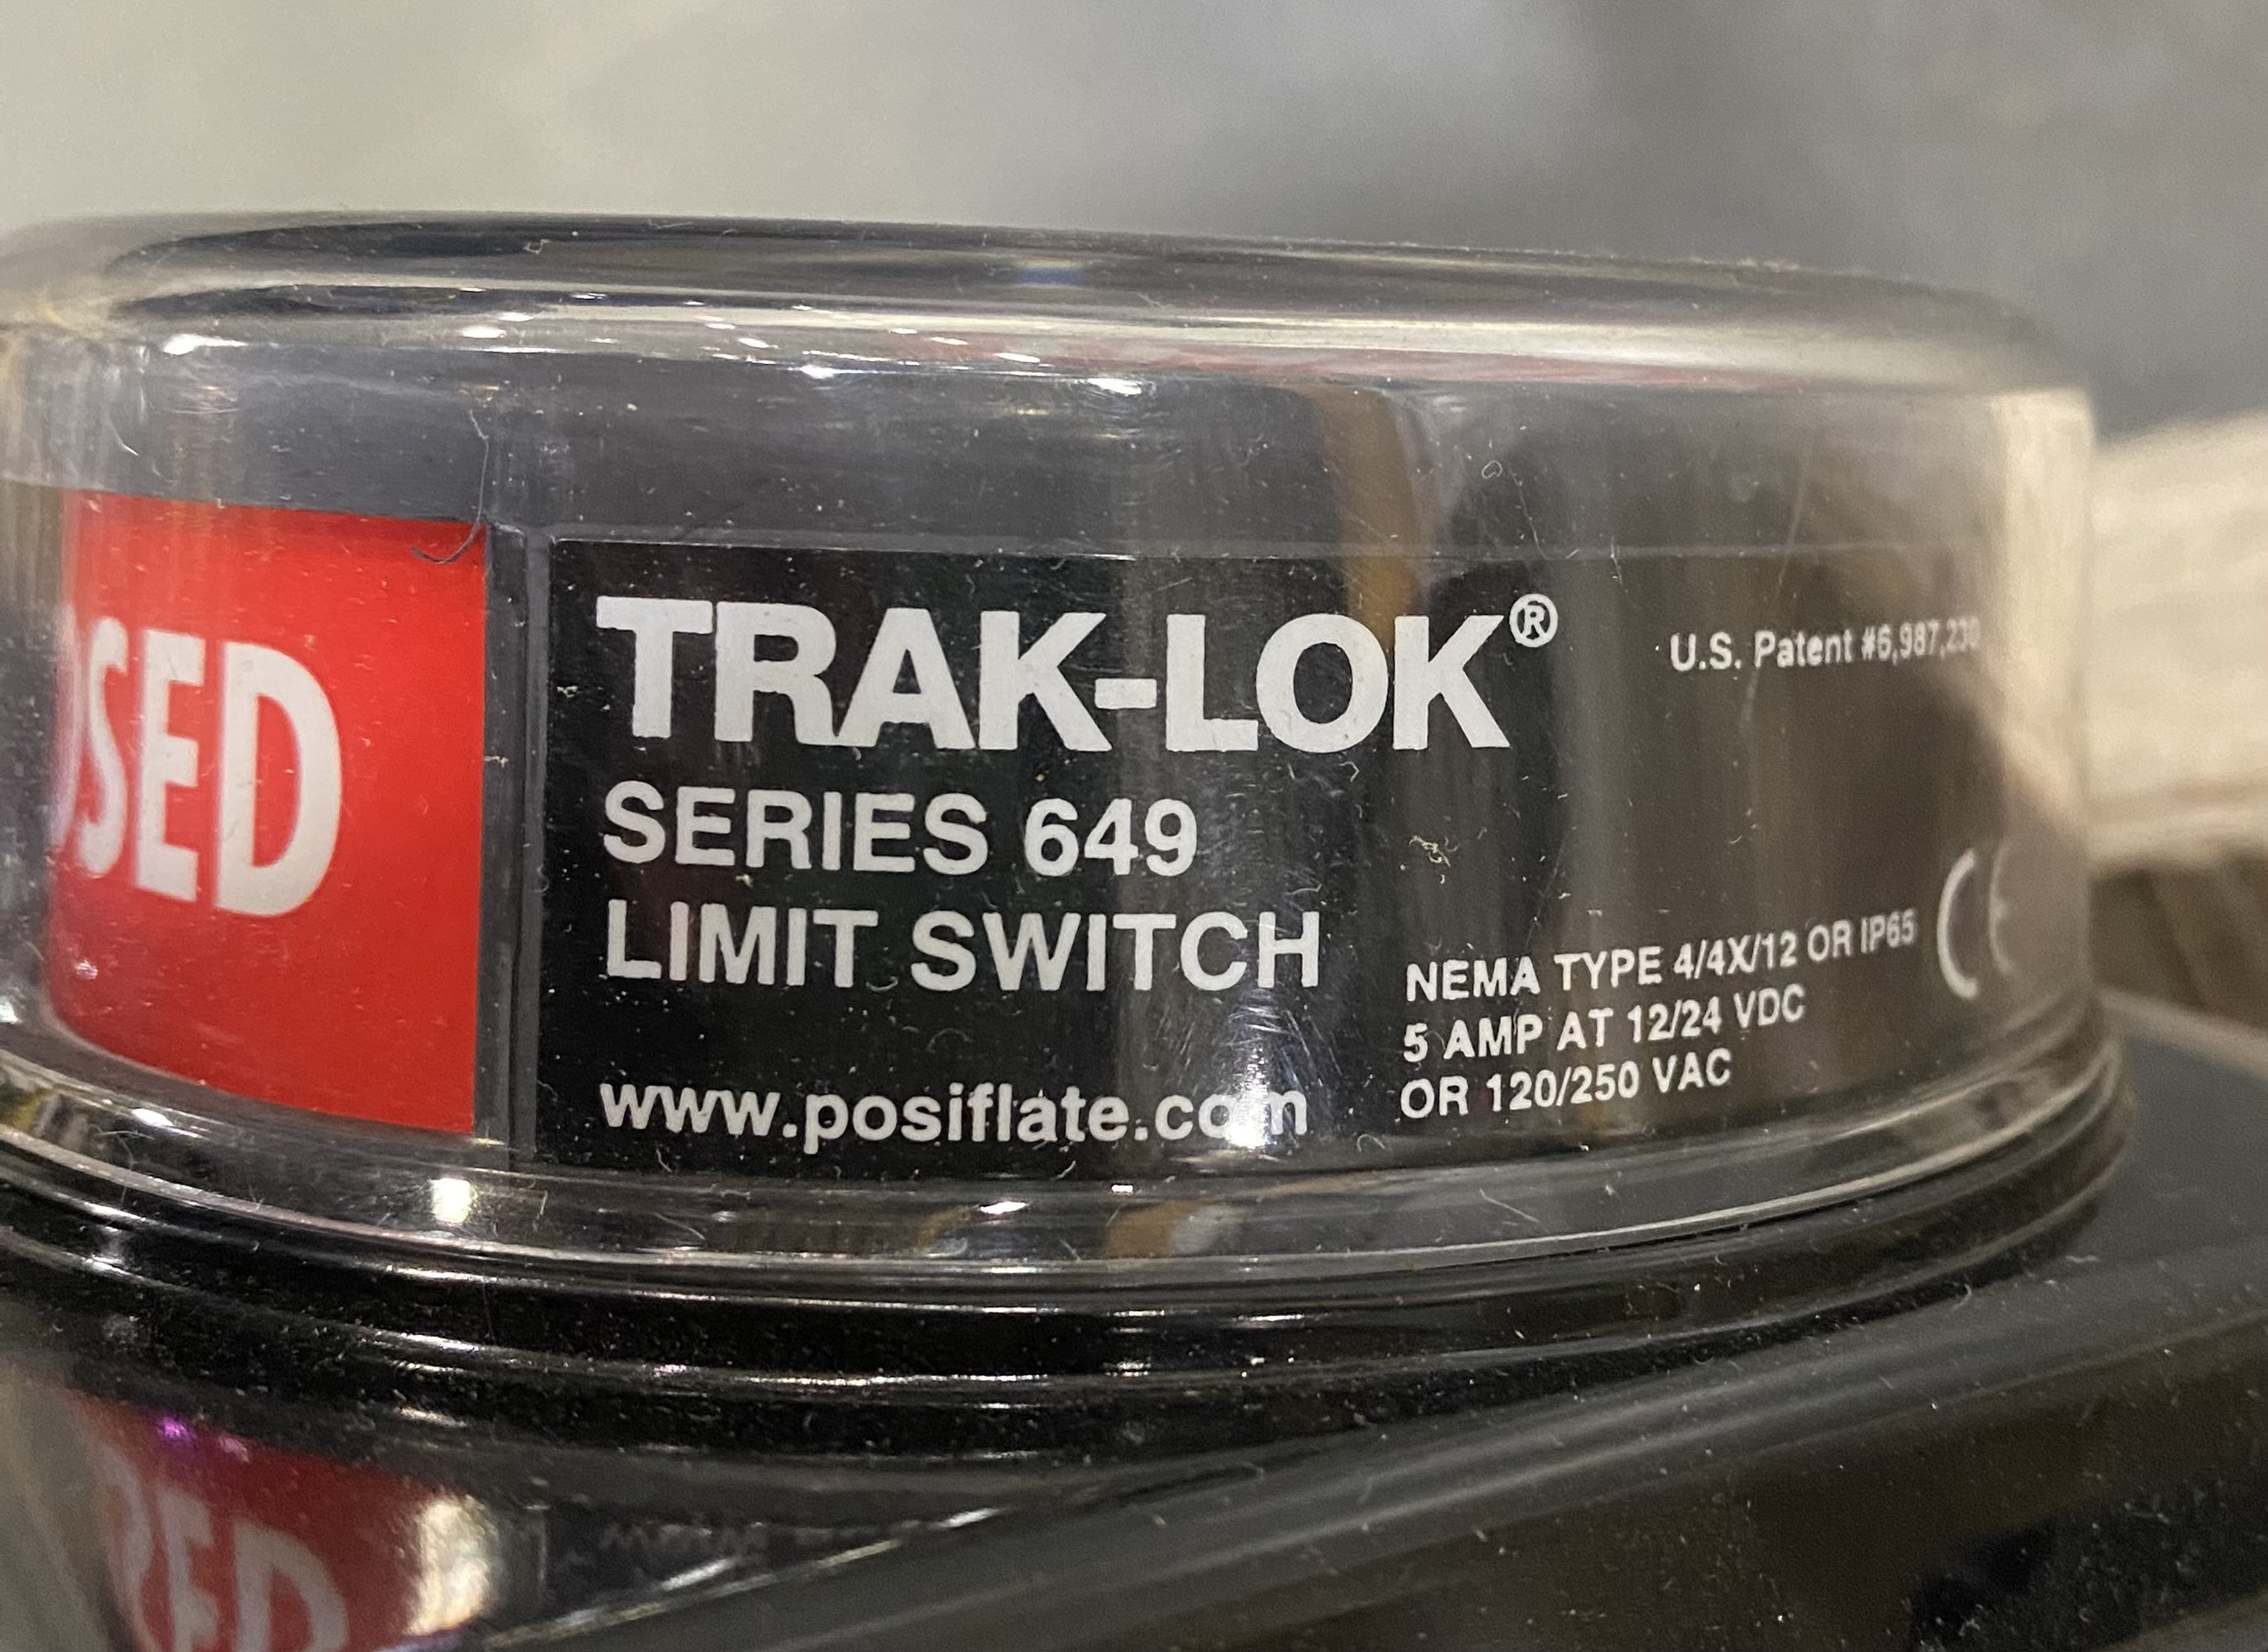 TRAK-LOK®
SERIES 649
LIMIT SWITCH
www.posiflate.com
U.S. Patent #6,987,230
NEMA TYPE 4/4X/12 OR IP65
5 AMP AT 12/24 VDC
OR 120/250 VAC
CE